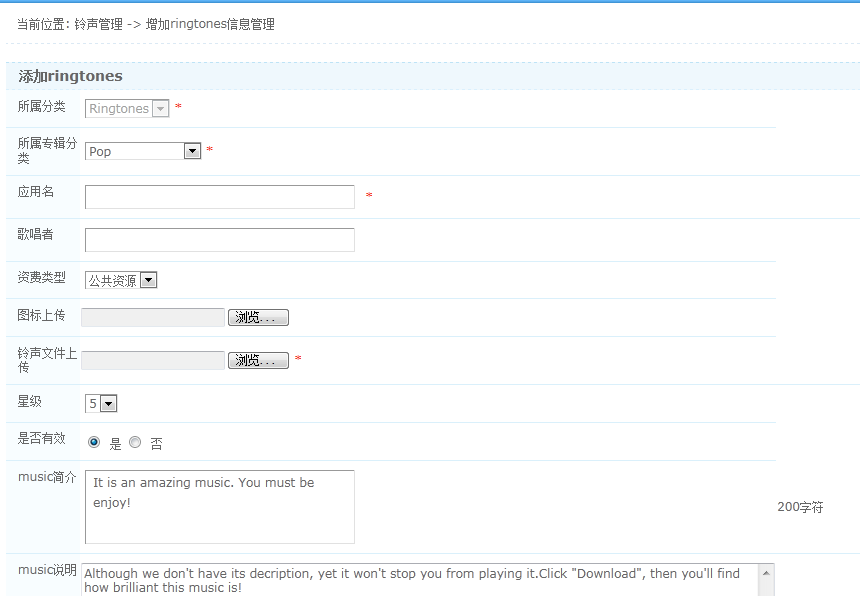 当前位置: 铃声管理 -> 增加ringtones信息管理
添加ringtones
所属分类 Ringtones *
所属专辑分
类 Pop *
应用名 *
歌唱者
资费类型 公共资源
图标上传 浏览...
铃声文件上
传 浏览... *
星级 5
是否有效 是 否
music简介 It is an amazing music. You must be
enjoy!
200字符
music说明 Although we don't have its decription, yet it won't stop you from playing it.Click "Download", then you'll find
how brilliant this music is!